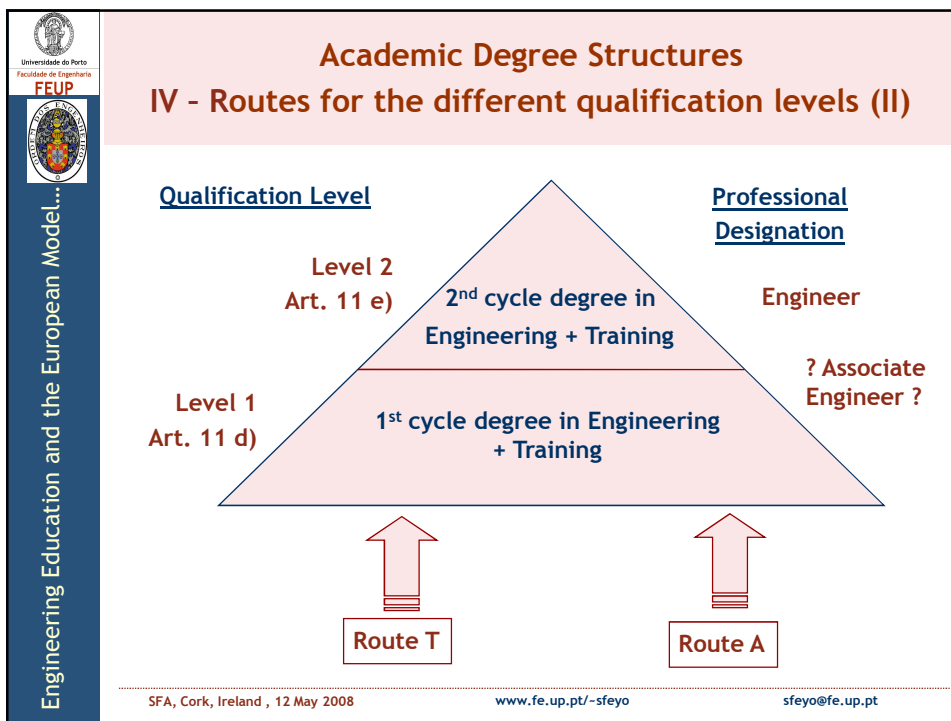 Universidade do Porto
Faculdade de Engenharia
FEUP
ORDEM DOS ENGENHEIROS
Engineering Education and the European Model…
Academic Degree Structures
IV - Routes for the different qualification levels (II)
Qualification Level
Professional
Designation
Level 2
Art. 11 e)
2nd cycle degree in
Engineering + Training
Engineer
? Associate
Engineer ?
Level 1
Art. 11 d)
1st cycle degree in Engineering
+ Training
Route T
Route A
SFA, Cork, Ireland , 12 May 2008
www.fe.up.pt/~sfeyo
sfeyo@fe.up.pt